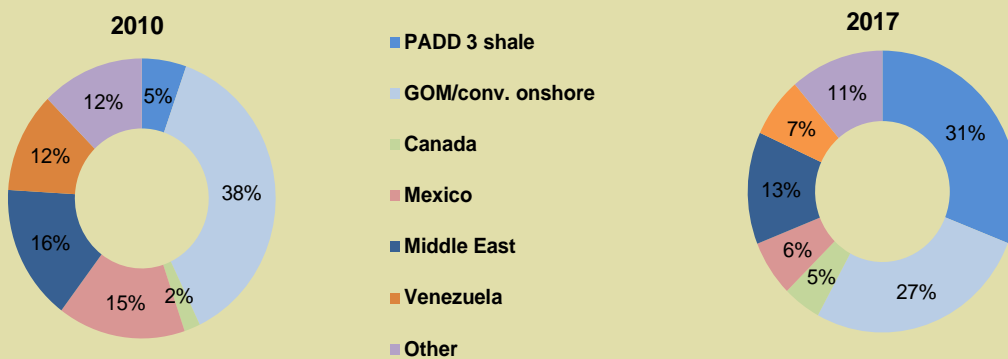 2010
5%
38%
2%
15%
16%
12%
12%
PADD 3 shale
GOM/conv. onshore
Canada
Mexico
Middle East
Venezuela
Other
2017
31%
27%
5%
6%
13%
7%
11%